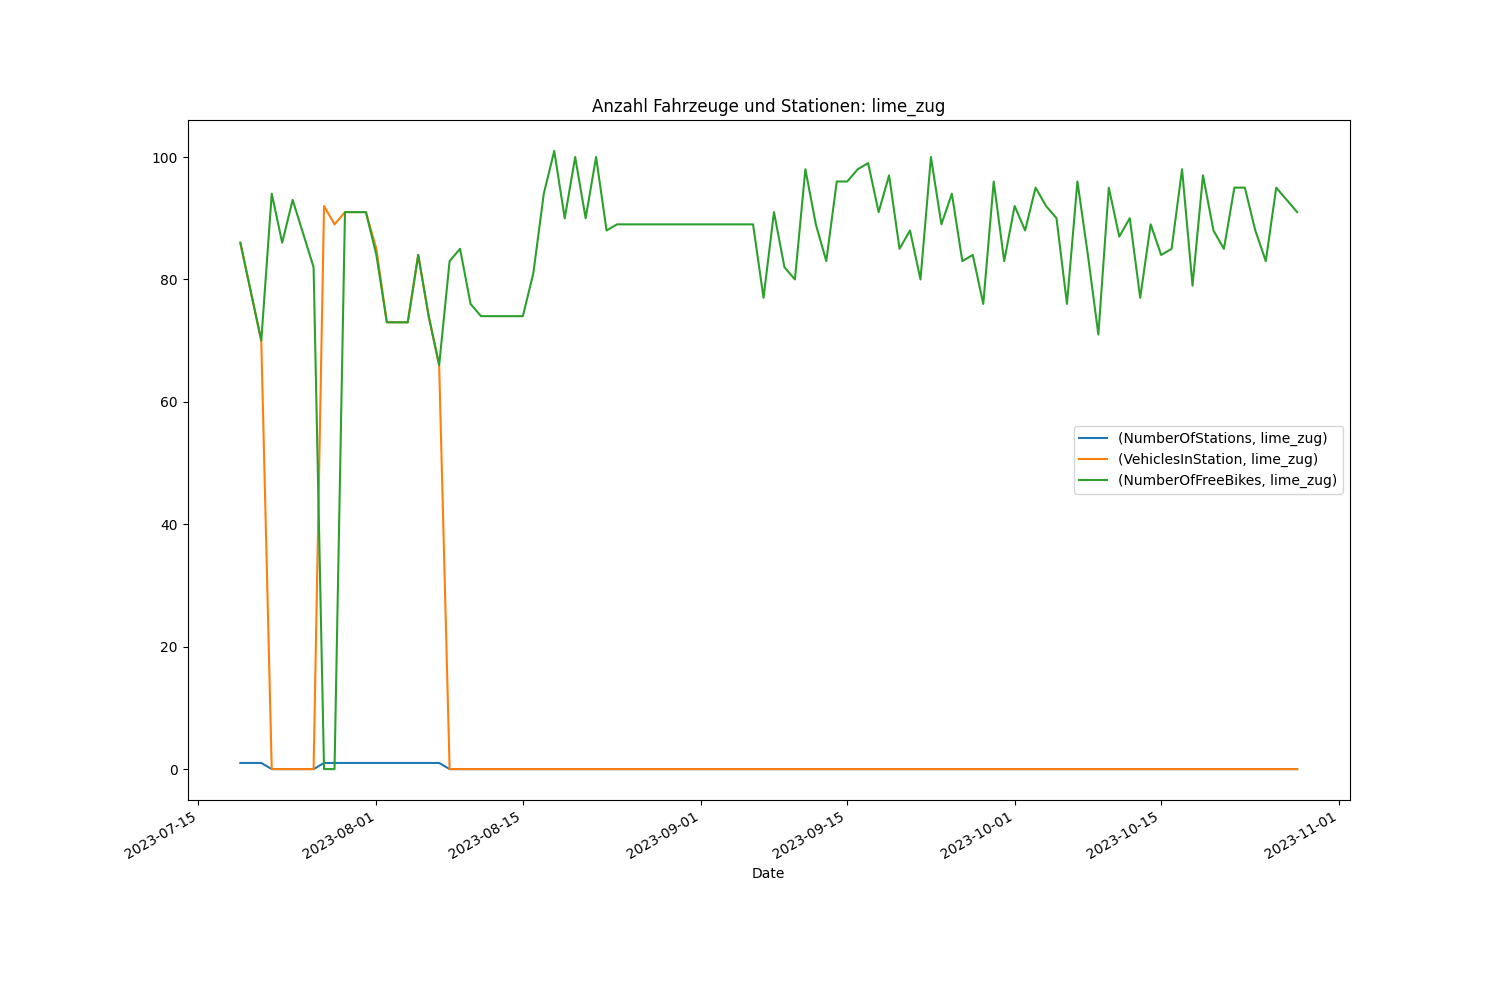 Anzahl Fahrzeuge und Stationen: lime_zug
100
80
60
40
20
0
(NumberOfStations, lime_zug)
(VehiclesInStation, lime_zug)
(NumberOfFreeBikes, lime_zug)
2023-07-15
2023-08-01
2023-08-15
2023-09-01
2023-09-15
2023-10-01
2023-10-15
2023-11-01
Date